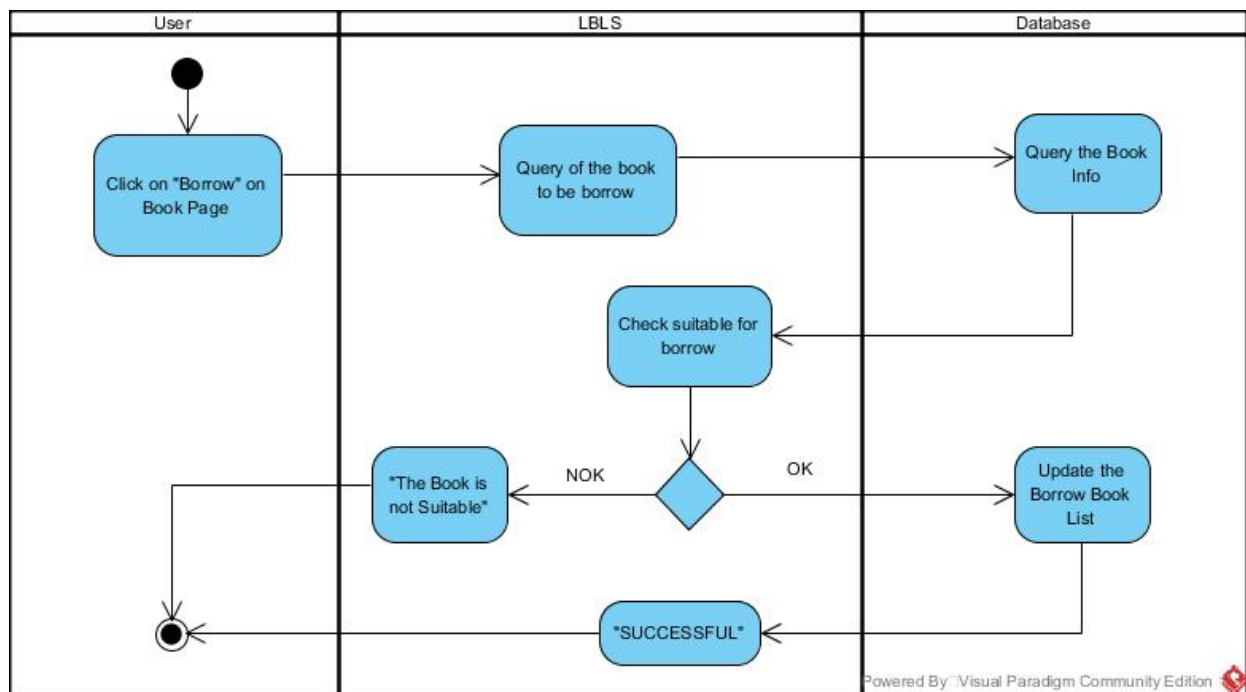 User
LBLS
Database
Click on "Borrow" on
Book Page
Query of the book
to be borrow
Query the Book
Info
Check suitable for
borrow
NOK
OK
"The Book is
not Suitable"
Update the
Borrow Book
List
"SUCCESSFUL"
Powered By Visual Paradigm Community Edition